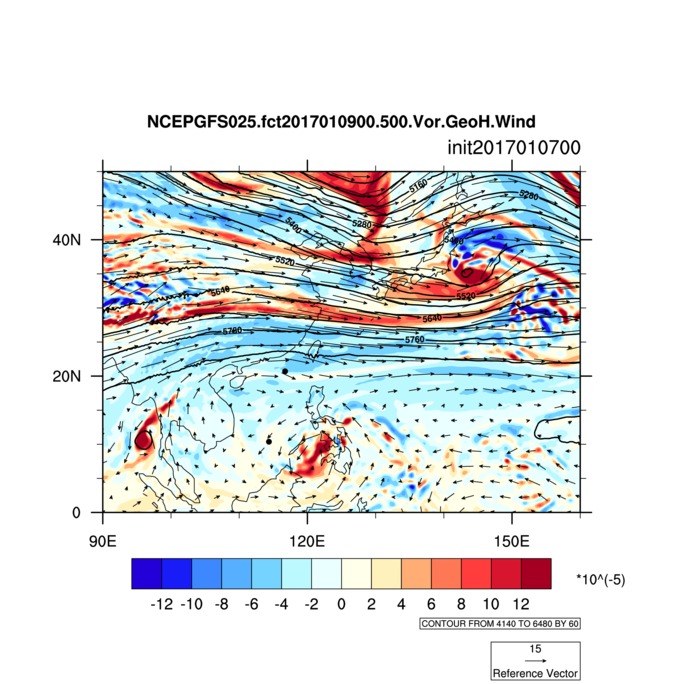 NCEPGFS025.fct2017010900.500.Vor.GeoH.Wind
init2017010700
5160
5280
5400
5280
40N
5400
5520
5640
5520
5640
5760
5760
20N
0
90E 120E 150E
-12 -10 -8 -6 -4 -2 0 2 4 6 8 10 12
*10^(-5)
CONTOUR FROM 4140 TO 6480 BY 60
15
Reference Vector